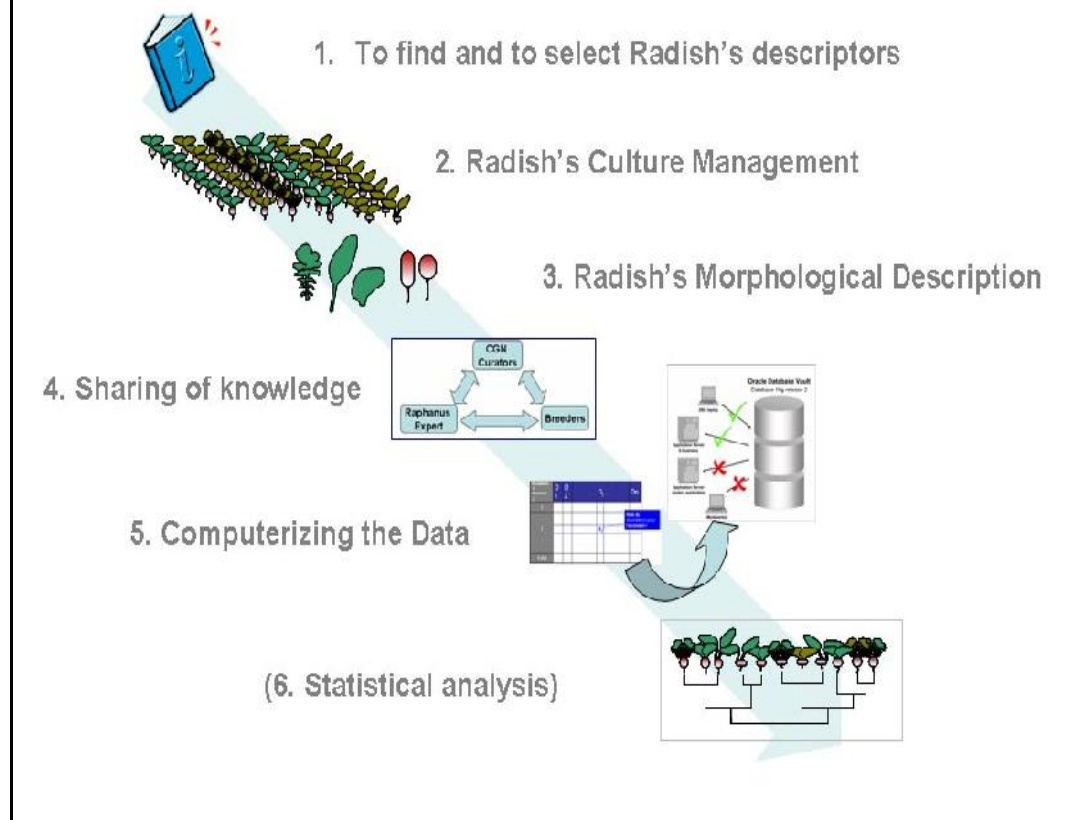 1. To find and to select Radish's descriptors
2. Radish's Culture Management
3. Radish's Morphological Description
CGN
Curators
4. Sharing of knowledge
Raphanus
Expert
Breeders
Oracle Database Vault
5. Computerizing the Data
(6. Statistical analysis)